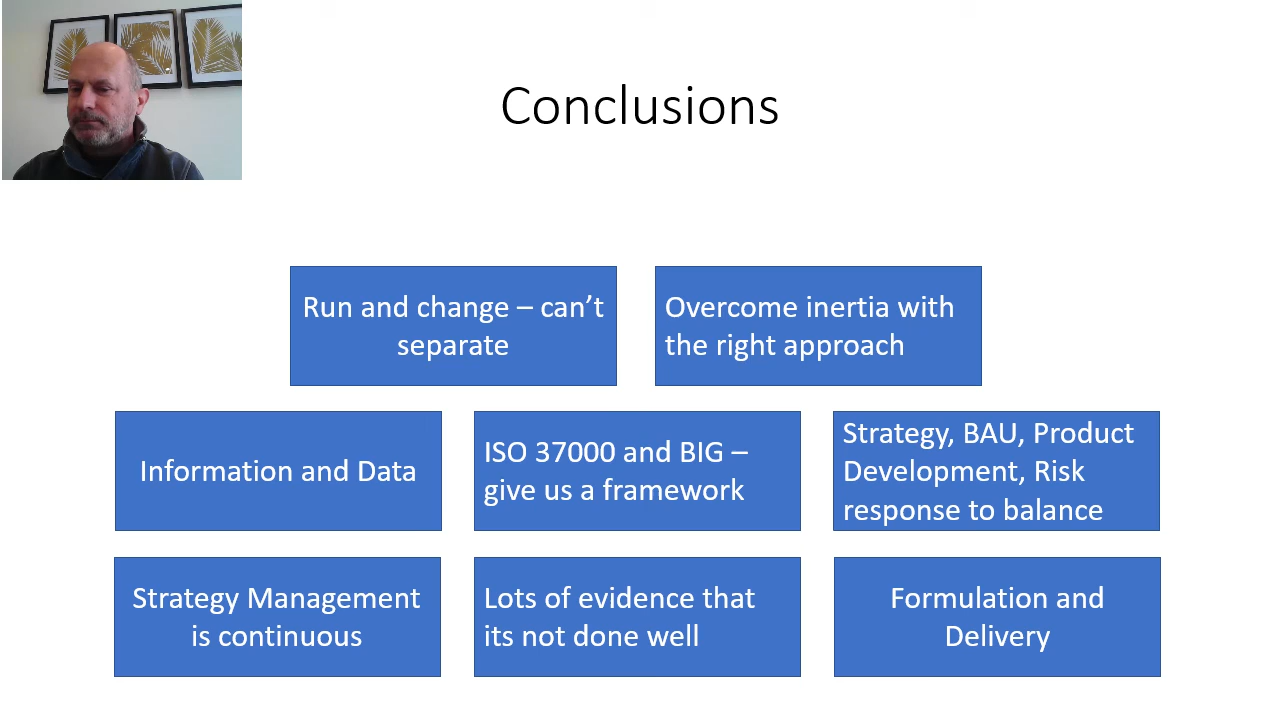 Conclusions
Run and change – can’t
separate
Overcome inertia with
the right approach
Information and Data
ISO 37000 and BIG –
give us a framework
Strategy, BAU, Product
Development, Risk
response to balance
Strategy Management
is continuous
Lots of evidence that
its not done well
Formulation and
Delivery